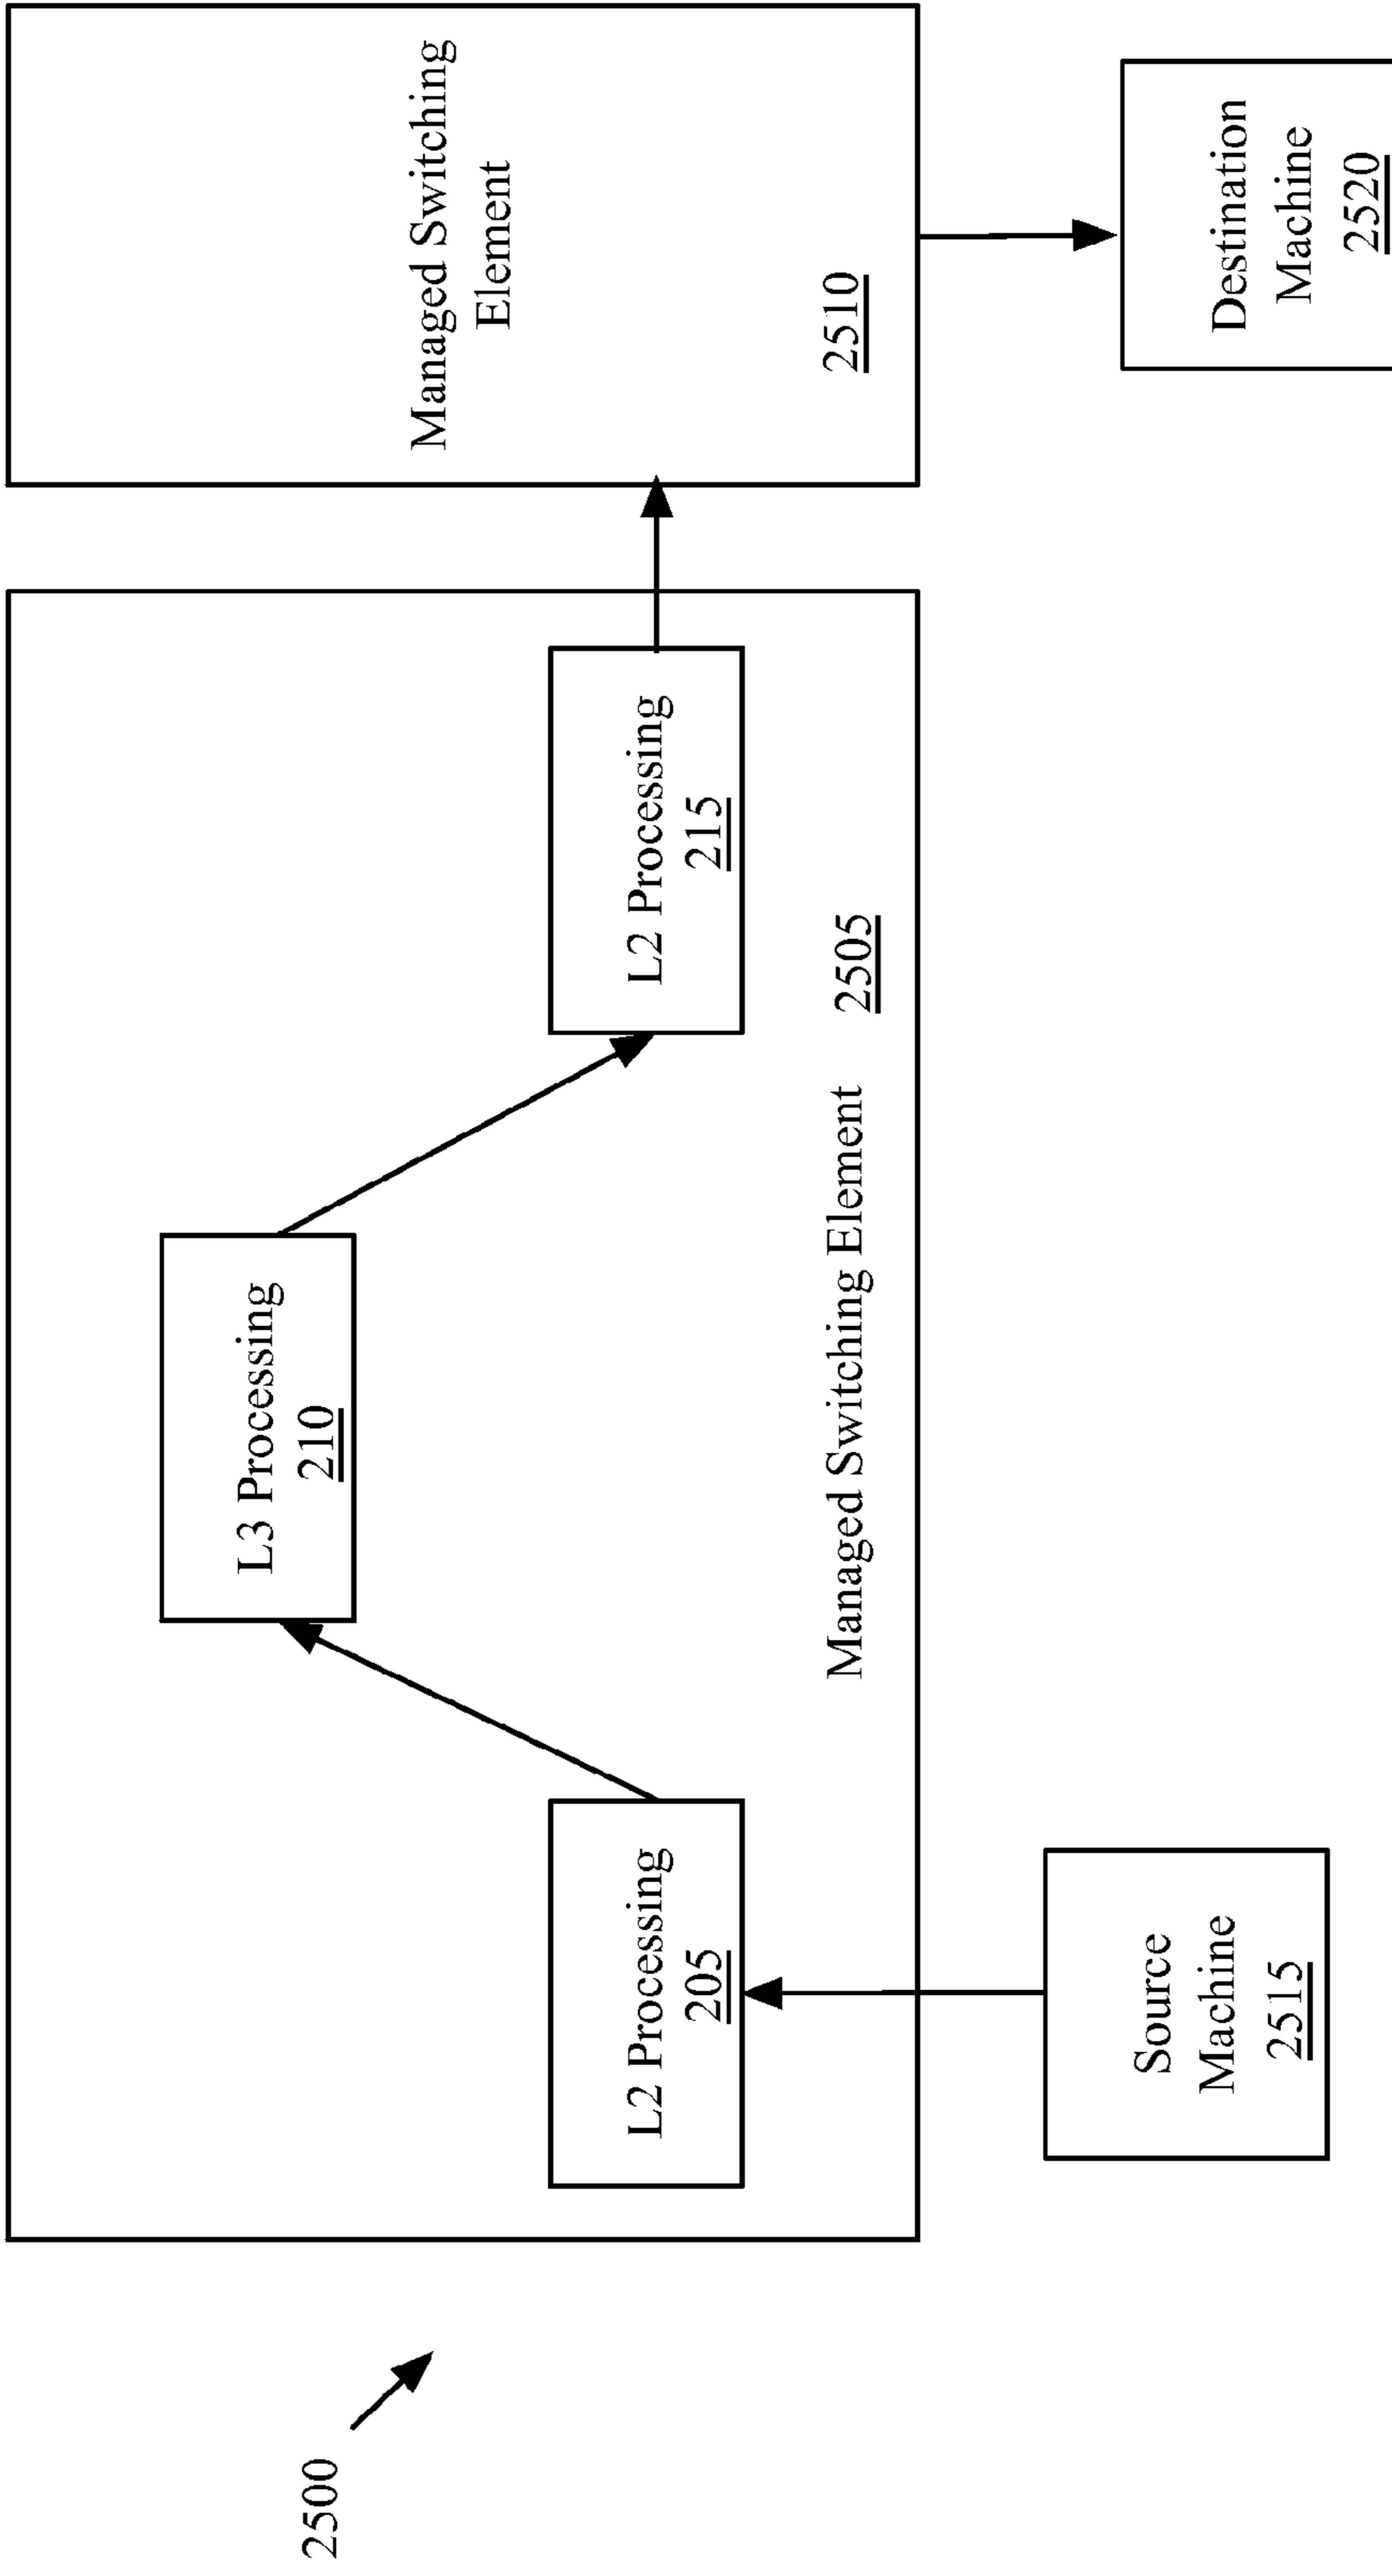 2500
L3 Processing
210
L2 Processing
205
L2 Processing
215
Managed Switching Element
2505
Managed Switching
Element
2510
Source
Machine
2515
Destination
Machine
2520